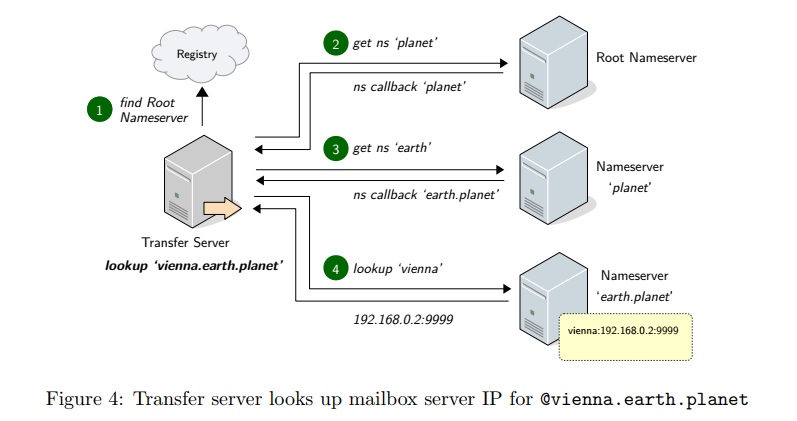 Registry
1
find Root
Nameserver
2
get ns ‘planet’
ns callback ‘planet’
Root Nameserver
3
get ns ‘earth’
ns callback ‘earth.planet’
Nameserver
‘planet’
Transfer Server
lookup ‘vienna.earth.planet’
4
lookup ‘vienna’
192.168.0.2:9999
Nameserver
‘earth.planet’
vienna:192.168.0.2:9999
Figure 4: Transfer server looks up mailbox server IP for @vienna.earth.planet